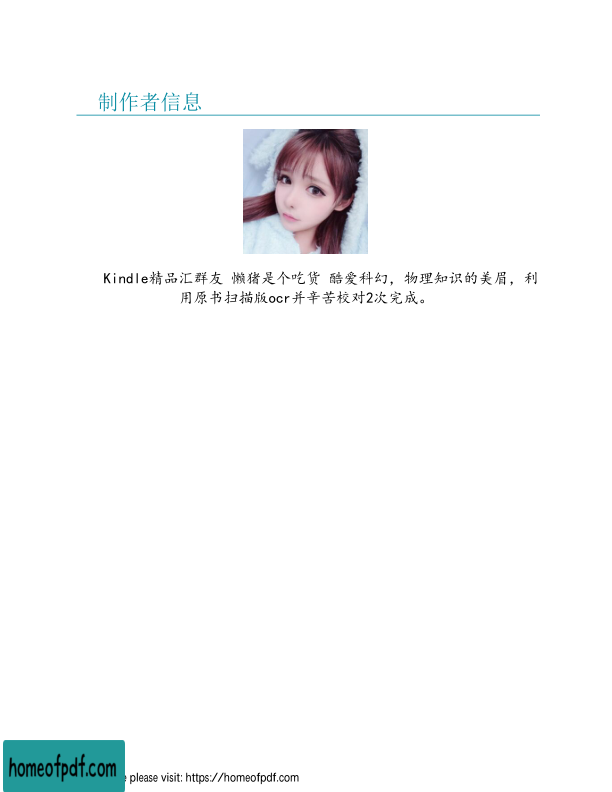 制作者信息
Kindle精品汇群友 懒猪是个吃货 酷爱科幻，物理知识的美眉，利
用原书扫描版ocr并辛苦校对2次完成。
homeofpdf.com
e please visit: https://homeofpdf.com